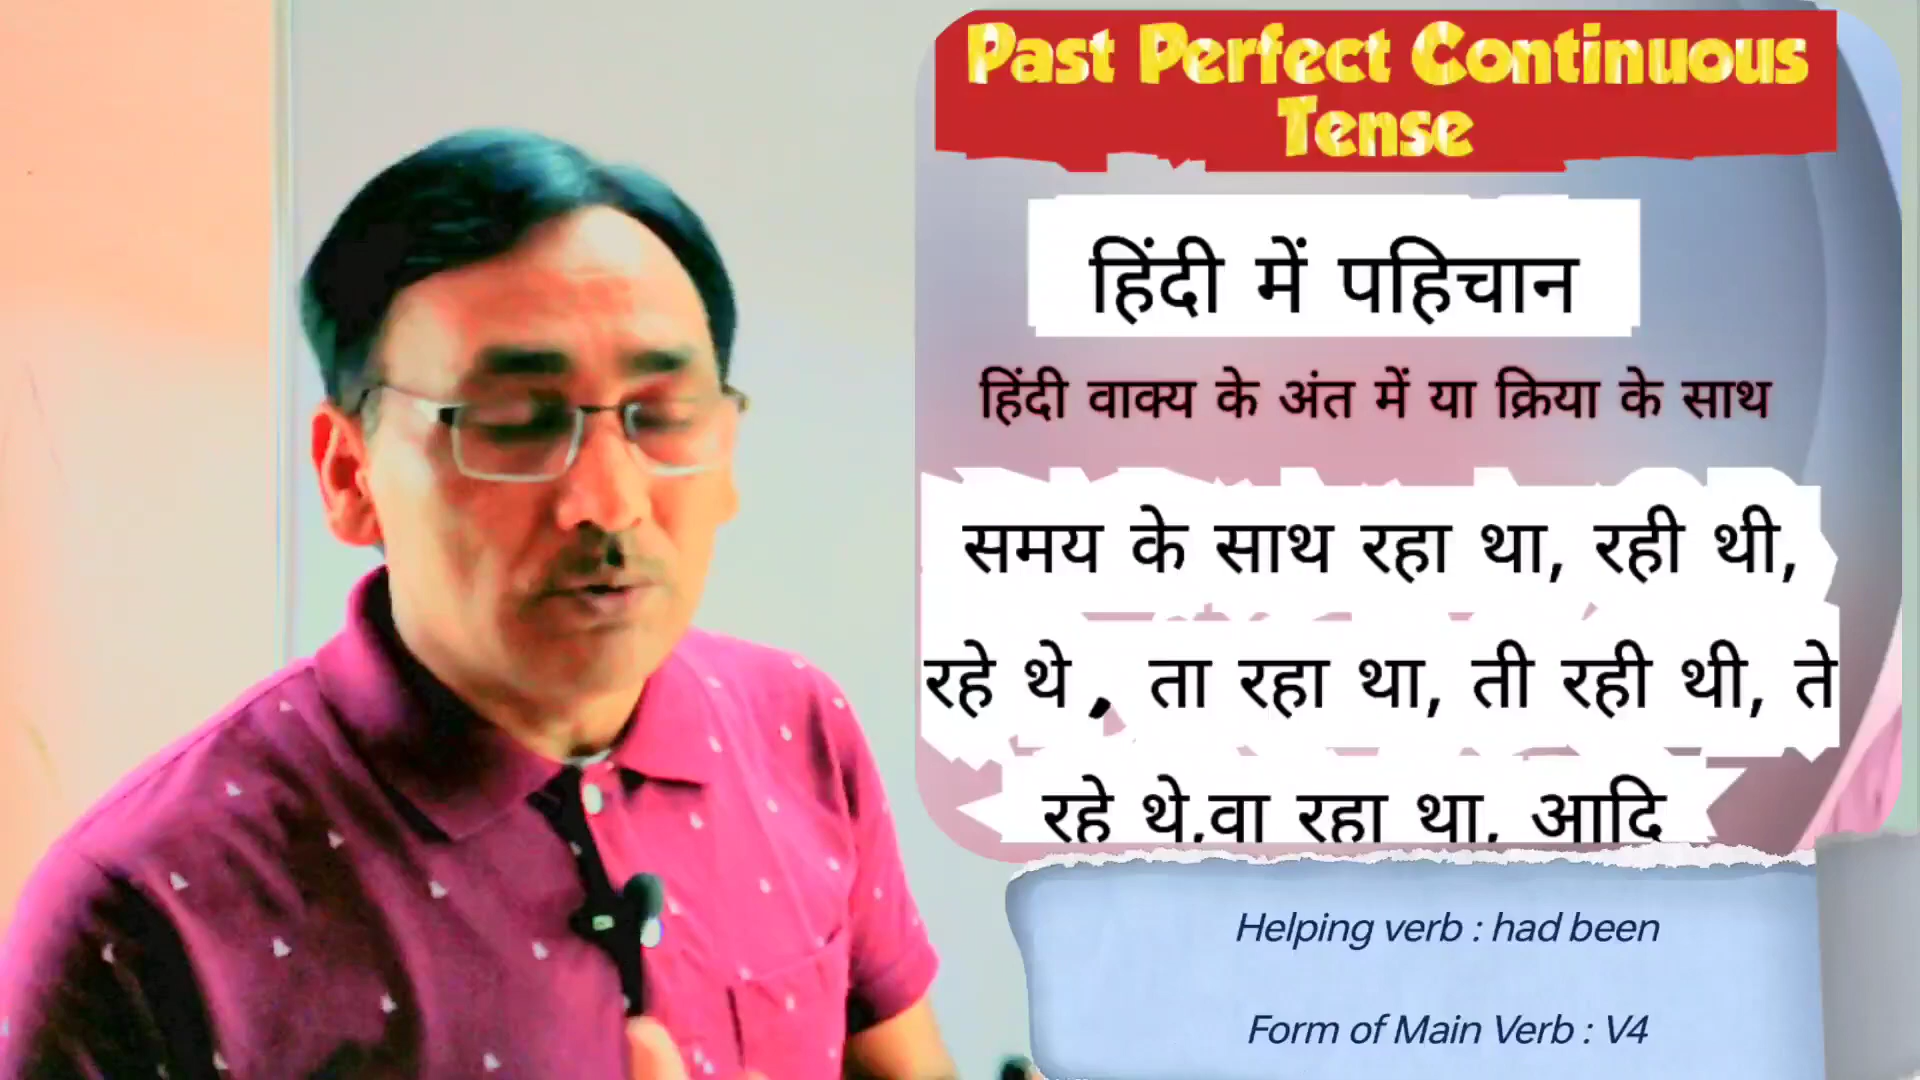 Past Perfect Continuous
Tense
हिंदी में पहिचान
हिंदी वाक्य के अंत में या क्रिया के साथ
समय के साथ रहा था, रही थी,
रहे थे , ता रहा था, ती रही थी, ते
रहे थे,वा रहा था, आदि
Helping verb : had been
Form of Main Verb : V4